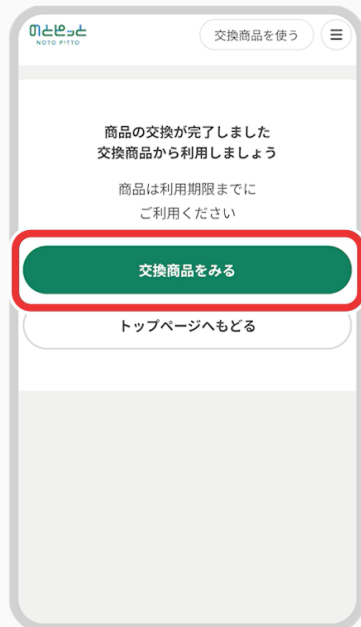 のとピっと
NOTO PITTO
交換商品を使う
商品の交換が完了しました
交換商品から利用しましょう
商品は利用期限までに
ご利用ください
交換商品をみる
トップページへもどる